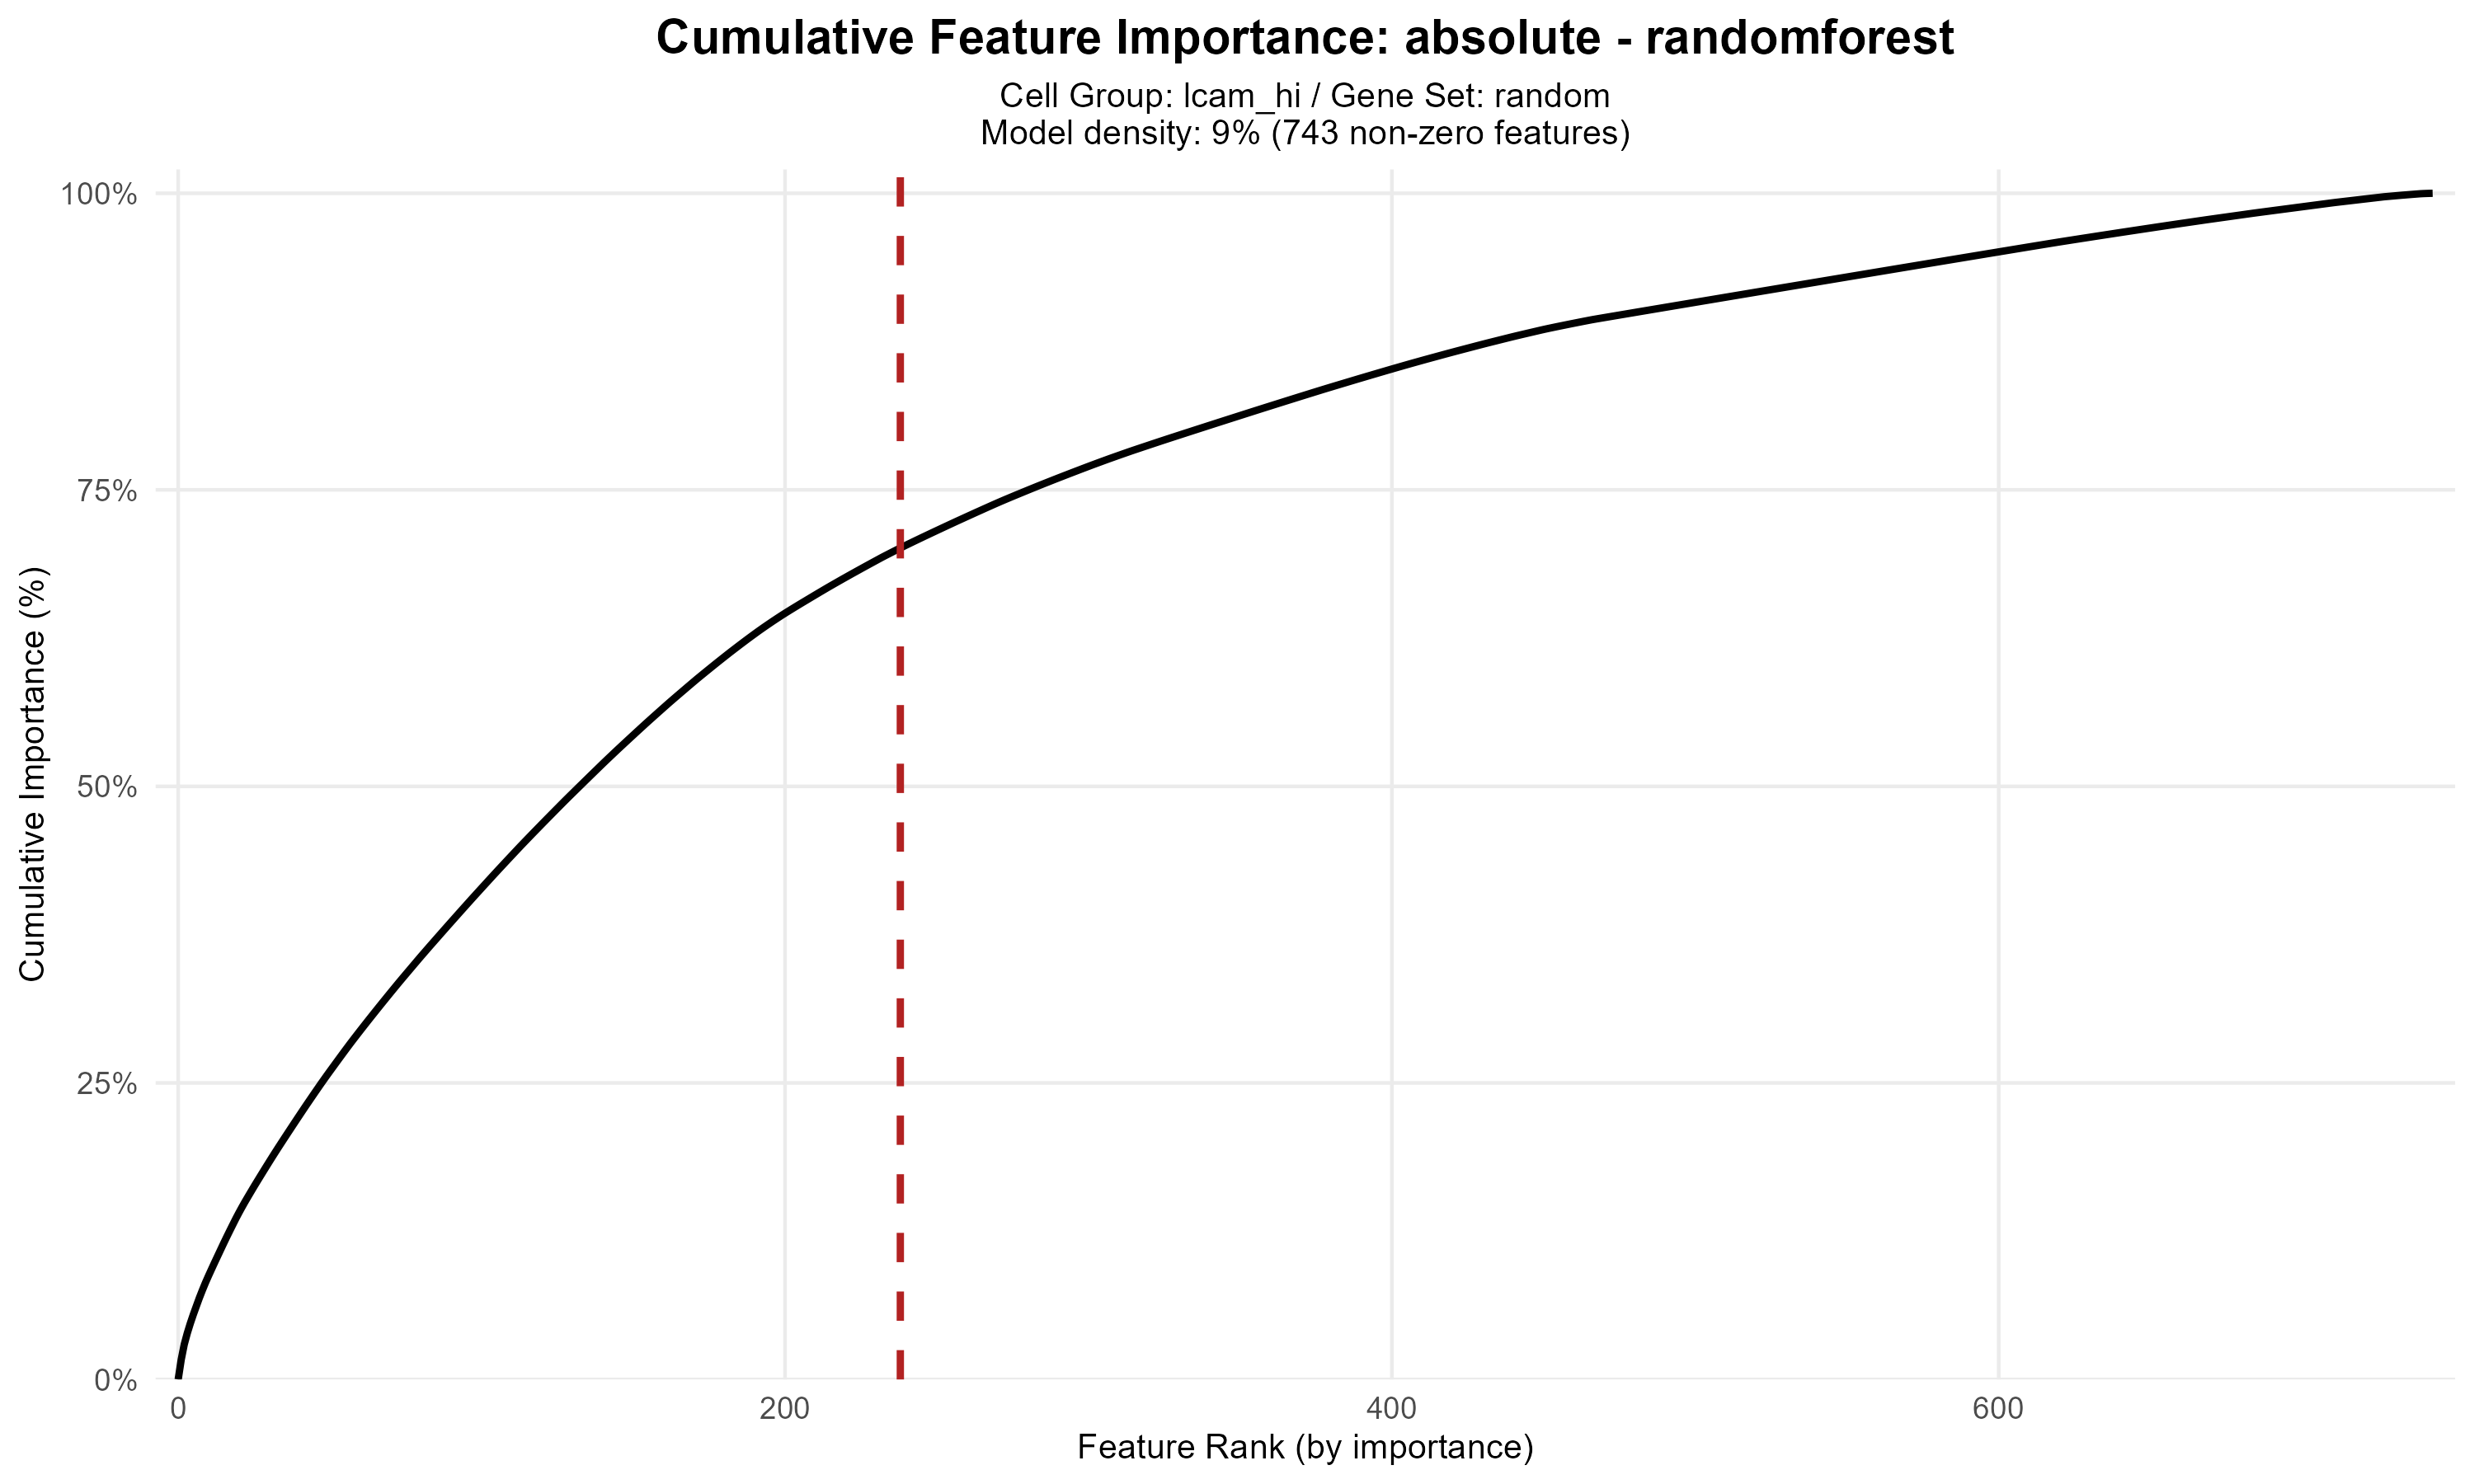 Cumulative Feature Importance: absolute - randomforest
Cell Group: lcam_hi / Gene Set: random
Model density: 9% (743 non-zero features)
Cumulative Importance (%)
100%
75%
50%
25%
0%
0
200
400
600
Feature Rank (by importance)